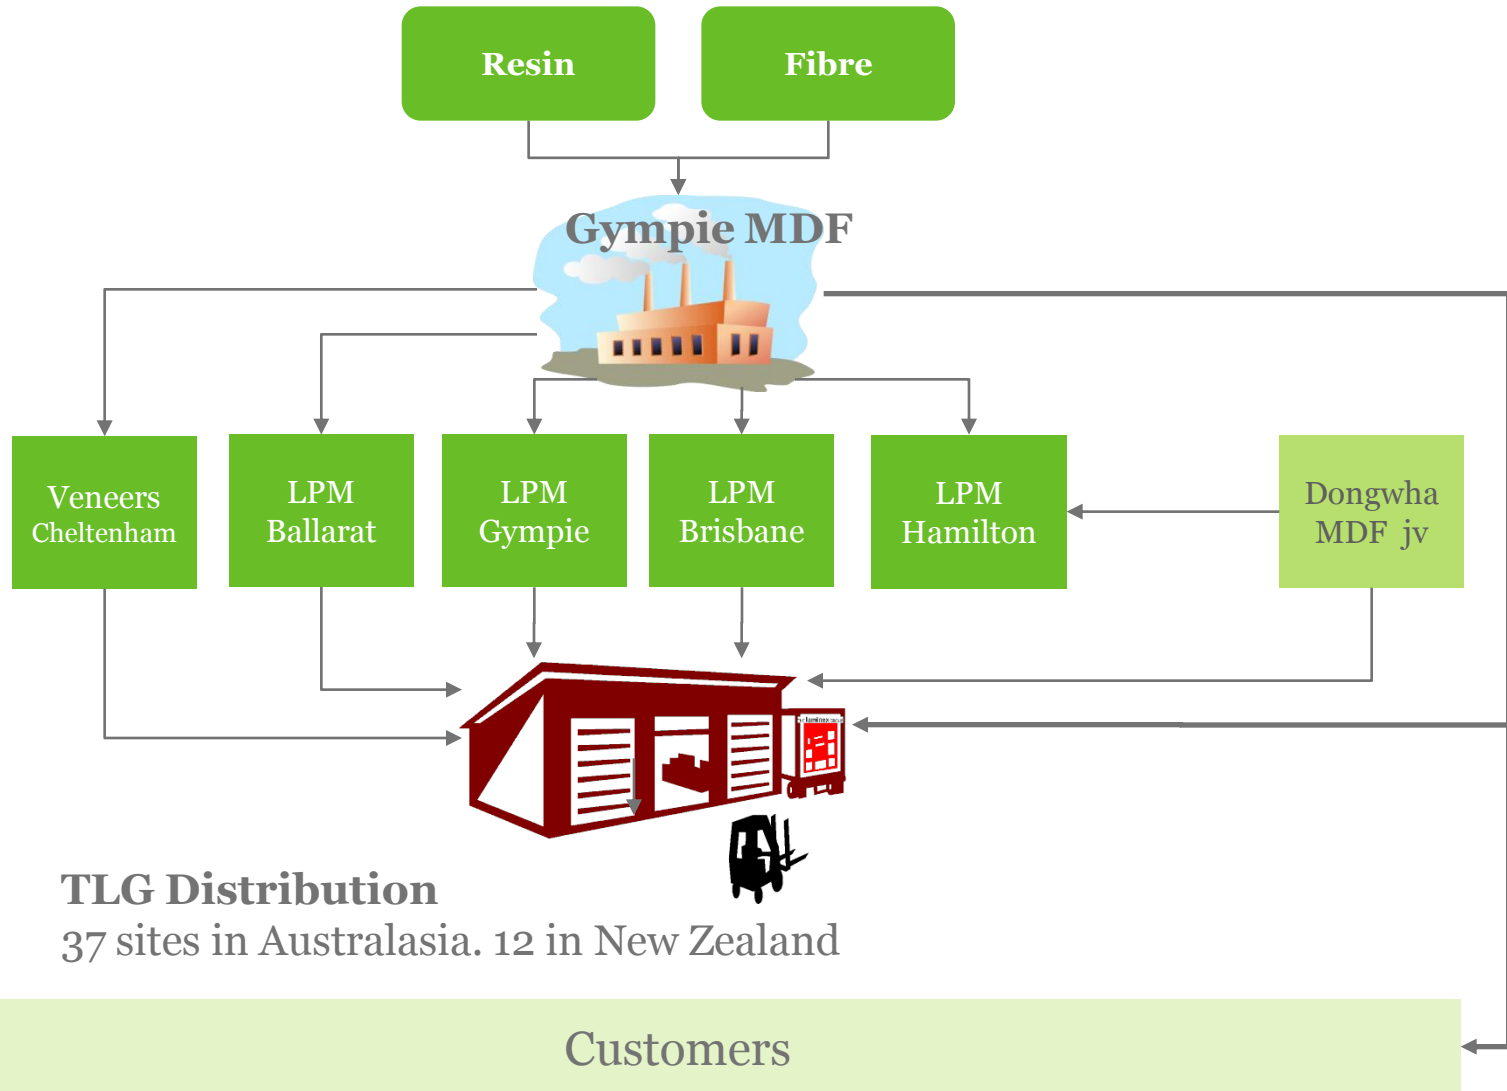 Resin
Fibre
Gympie MDF
Veneers
Cheltenham
LPM
Ballarat
LPM
Gympie
LPM
Brisbane
LPM
Hamilton
Dongwha
MDF jv
TLG Distribution
37 sites in Australasia. 12 in New Zealand
Customers